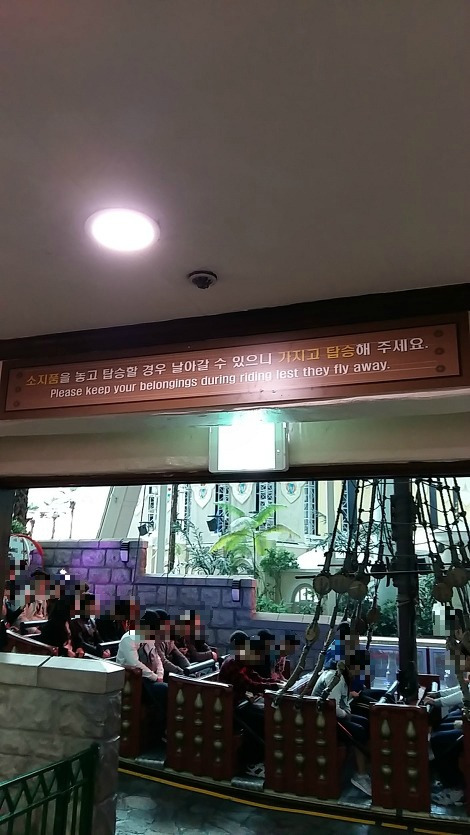 소지품을 놓고 탑승할 경우 날아갈 수 있으니 가지고 탑승해 주세요.
Please keep your belongings during riding lest they fly away.